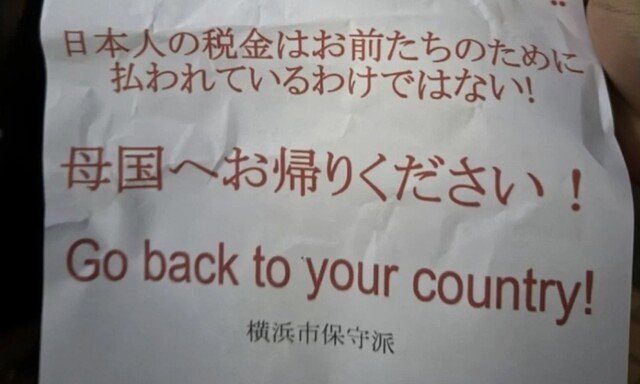 日本人の税金はお前たちのために
払われているわけではない!
母国へお帰りください！
Go back to your country!
横浜市保守派